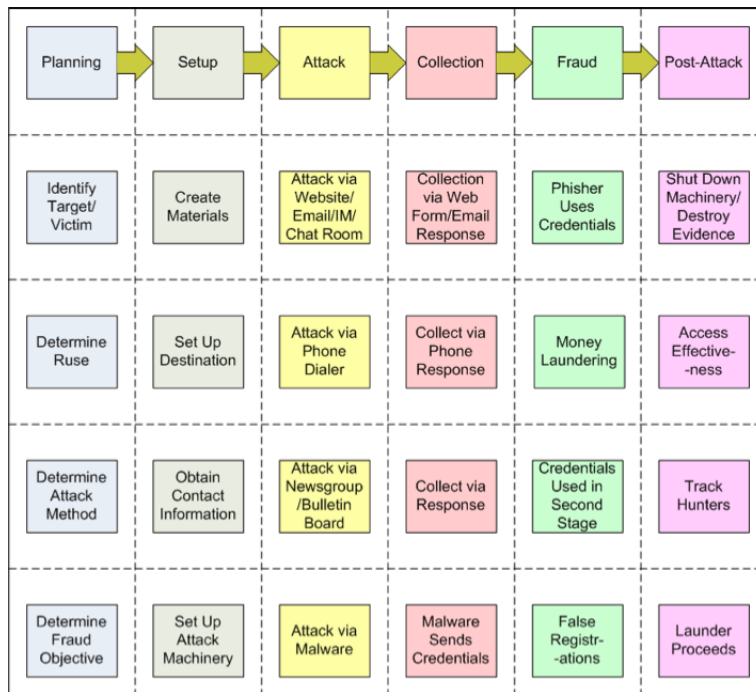 Planning
Setup
Attack
Collection
Fraud
Post-Attack
Identify
Target/
Victim
Create
Materials
Attack via
Website/
Email/IM/
Chat Room
Collection
via Web
Form/Email
Response
Phisher
Uses
Credentials
Shut Down
Machinery/
Destroy
Evidence
Determine
Ruse
Set Up
Destination
Attack via
Phone
Dialer
Collect via
Phone
Response
Money
Laundering
Access
Effective-
-ness
Determine
Attack
Method
Obtain
Contact
Information
Attack via
Newsgroup
/Bulletin
Board
Collect via
Response
Credentials
Used in
Second
Stage
Track
Hunters
Determine
Fraud
Objective
Set Up
Attack
Machinery
Attack via
Malware
Malware
Sends
Credentials
False
Registr-
-ations
Launder
Proceeds